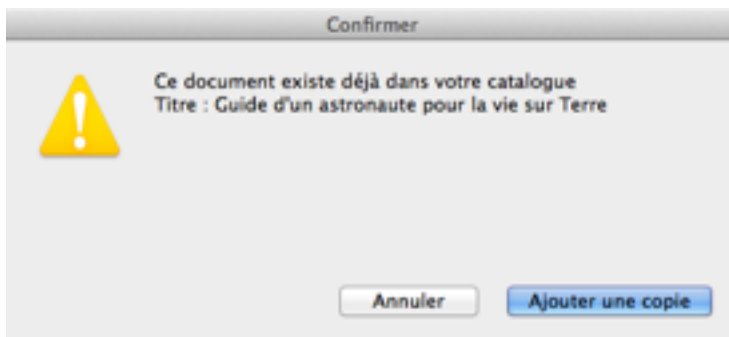 Confirmer
Ce document existe déjà dans votre catalogue
Titre : Guide d'un astronaute pour la vie sur Terre
Annuler
Ajouter une copie